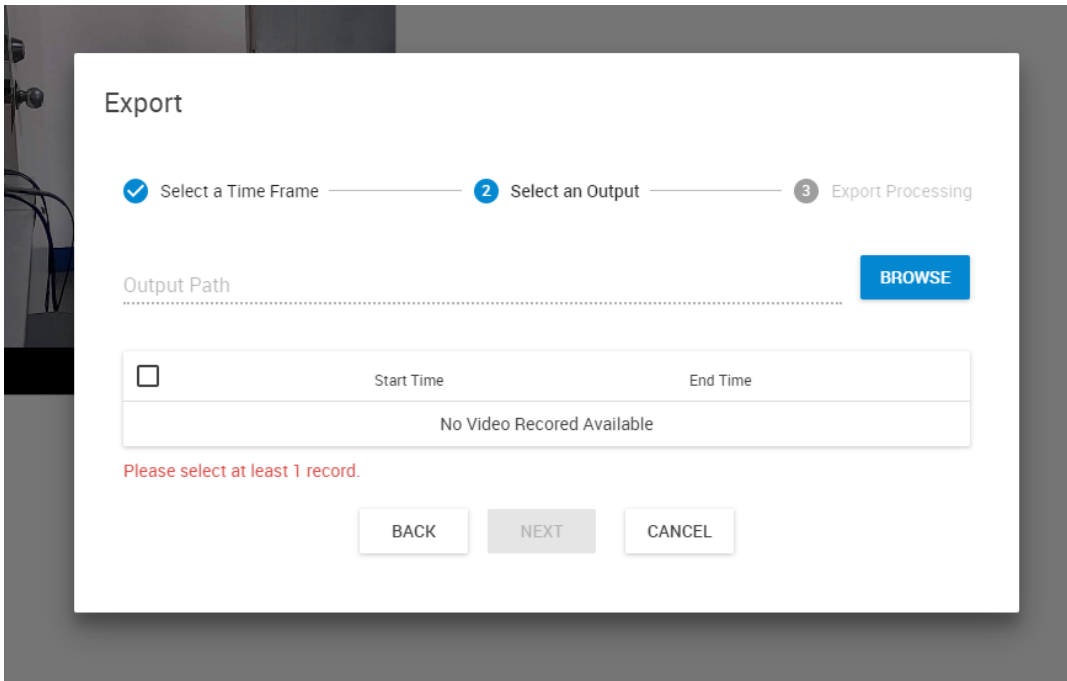 Export
Select a Time Frame
2 Select an Output
3 Export Processing
Output Path
BROWSE
Start Time End Time
No Video Recored Available
Please select at least 1 record.
BACK NEXT CANCEL